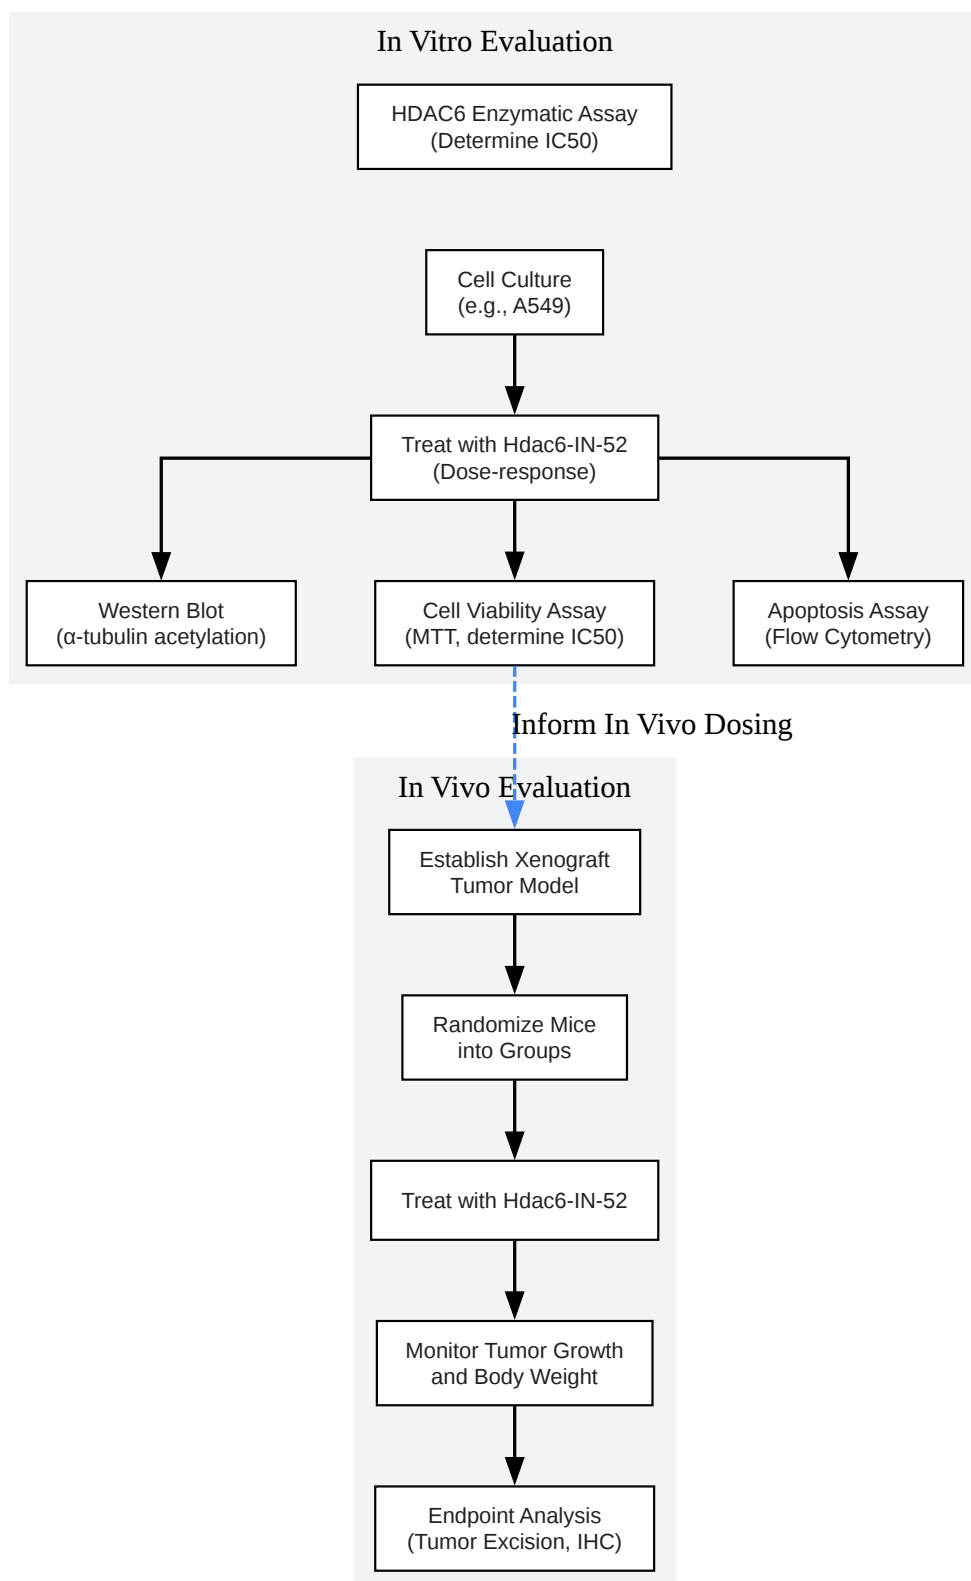 In Vitro Evaluation
HDAC6 Enzymatic Assay
(Determine IC50)
Cell Culture
(e.g., A549)
Treat with Hdac6-IN-52
(Dose-response)
Western Blot
(α-tubulin acetylation)
Cell Viability Assay
(MTT, determine IC50)
Apoptosis Assay
(Flow Cytometry)
Inform In Vivo Dosing
In Vivo Evaluation
Establish Xenograft
Tumor Model
Randomize Mice
into Groups
Treat with Hdac6-IN-52
Monitor Tumor Growth
and Body Weight
Endpoint Analysis
(Tumor Excision, IHC)